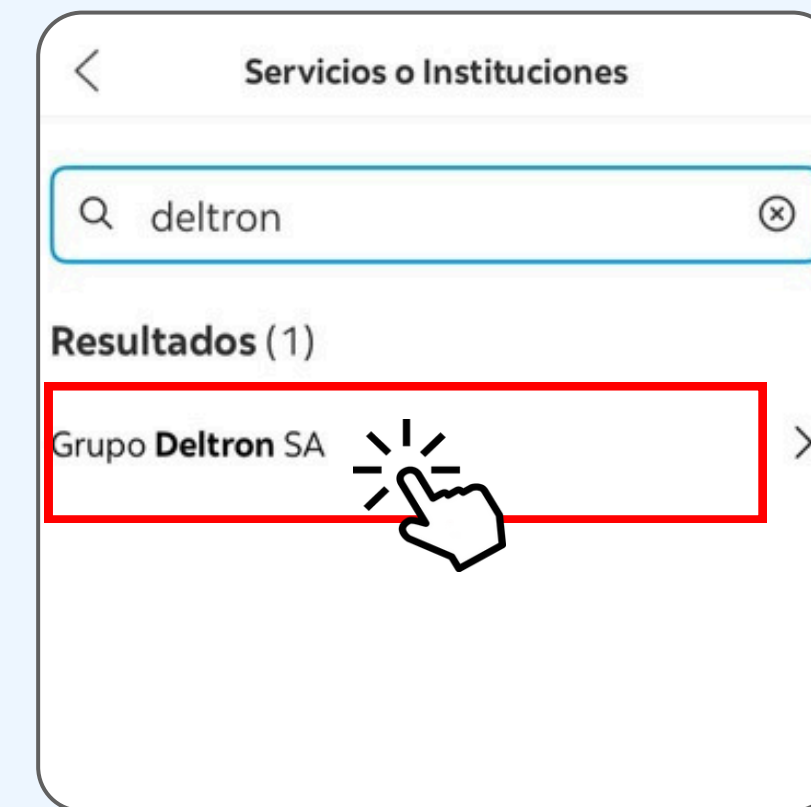 Servicios o Instituciones
deltron
Resultados (1)
Grupo Deltron SA